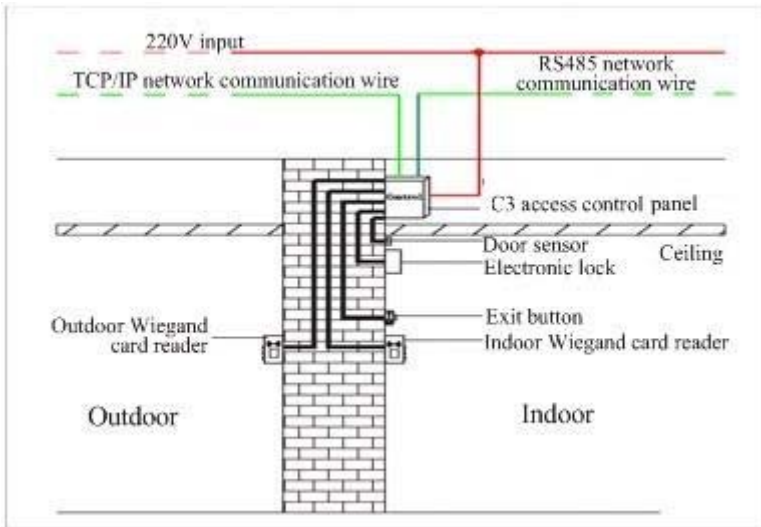 220V input
TCP/IP network communication wire
RS485 network
communication wire
Control
C3 access control panel
Door sensor
Ceiling
Electronic lock
Exit button
Outdoor Wiegand
card reader
Indoor Wiegand card reader
Outdoor
Indoor